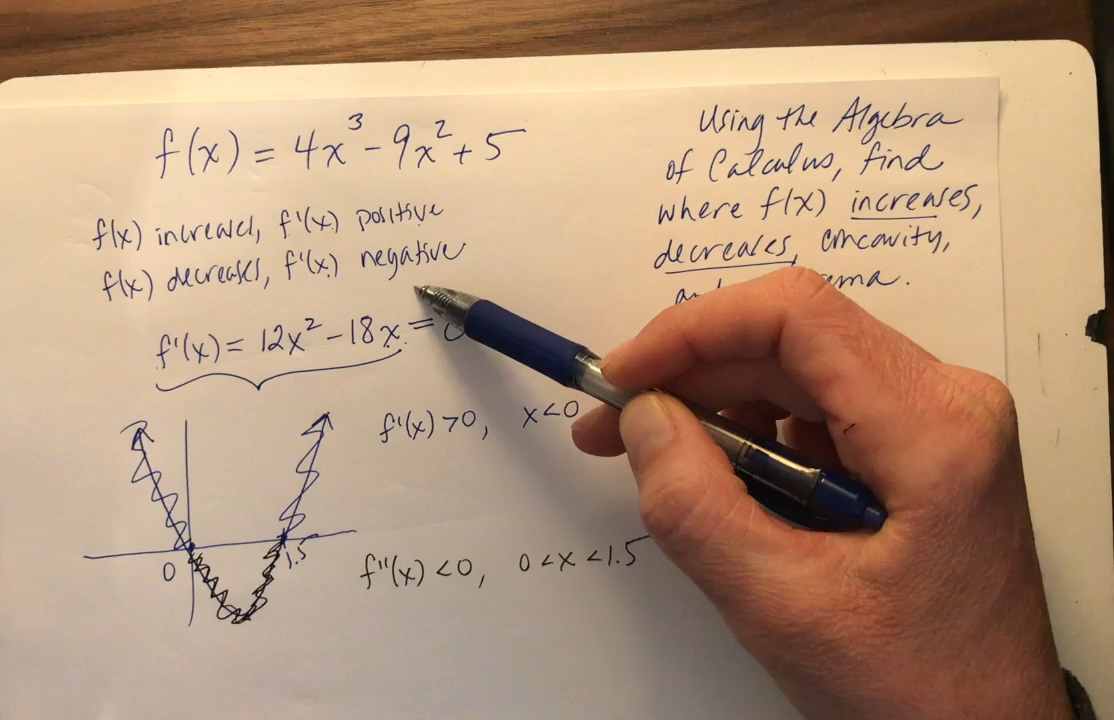 f(x) = 4x³ - 9x² + 5
Using the Algebra
of Calculus, find
where f(x) increases,
decreases, concavity,
f(x) increases, f'(x) positive
f(x) decreases, f'(x) negative
f'(x) = 12x² - 18x =
f'(x) > 0, x < 0
0
1.5
f''(x) < 0, 0 < x < 1.5